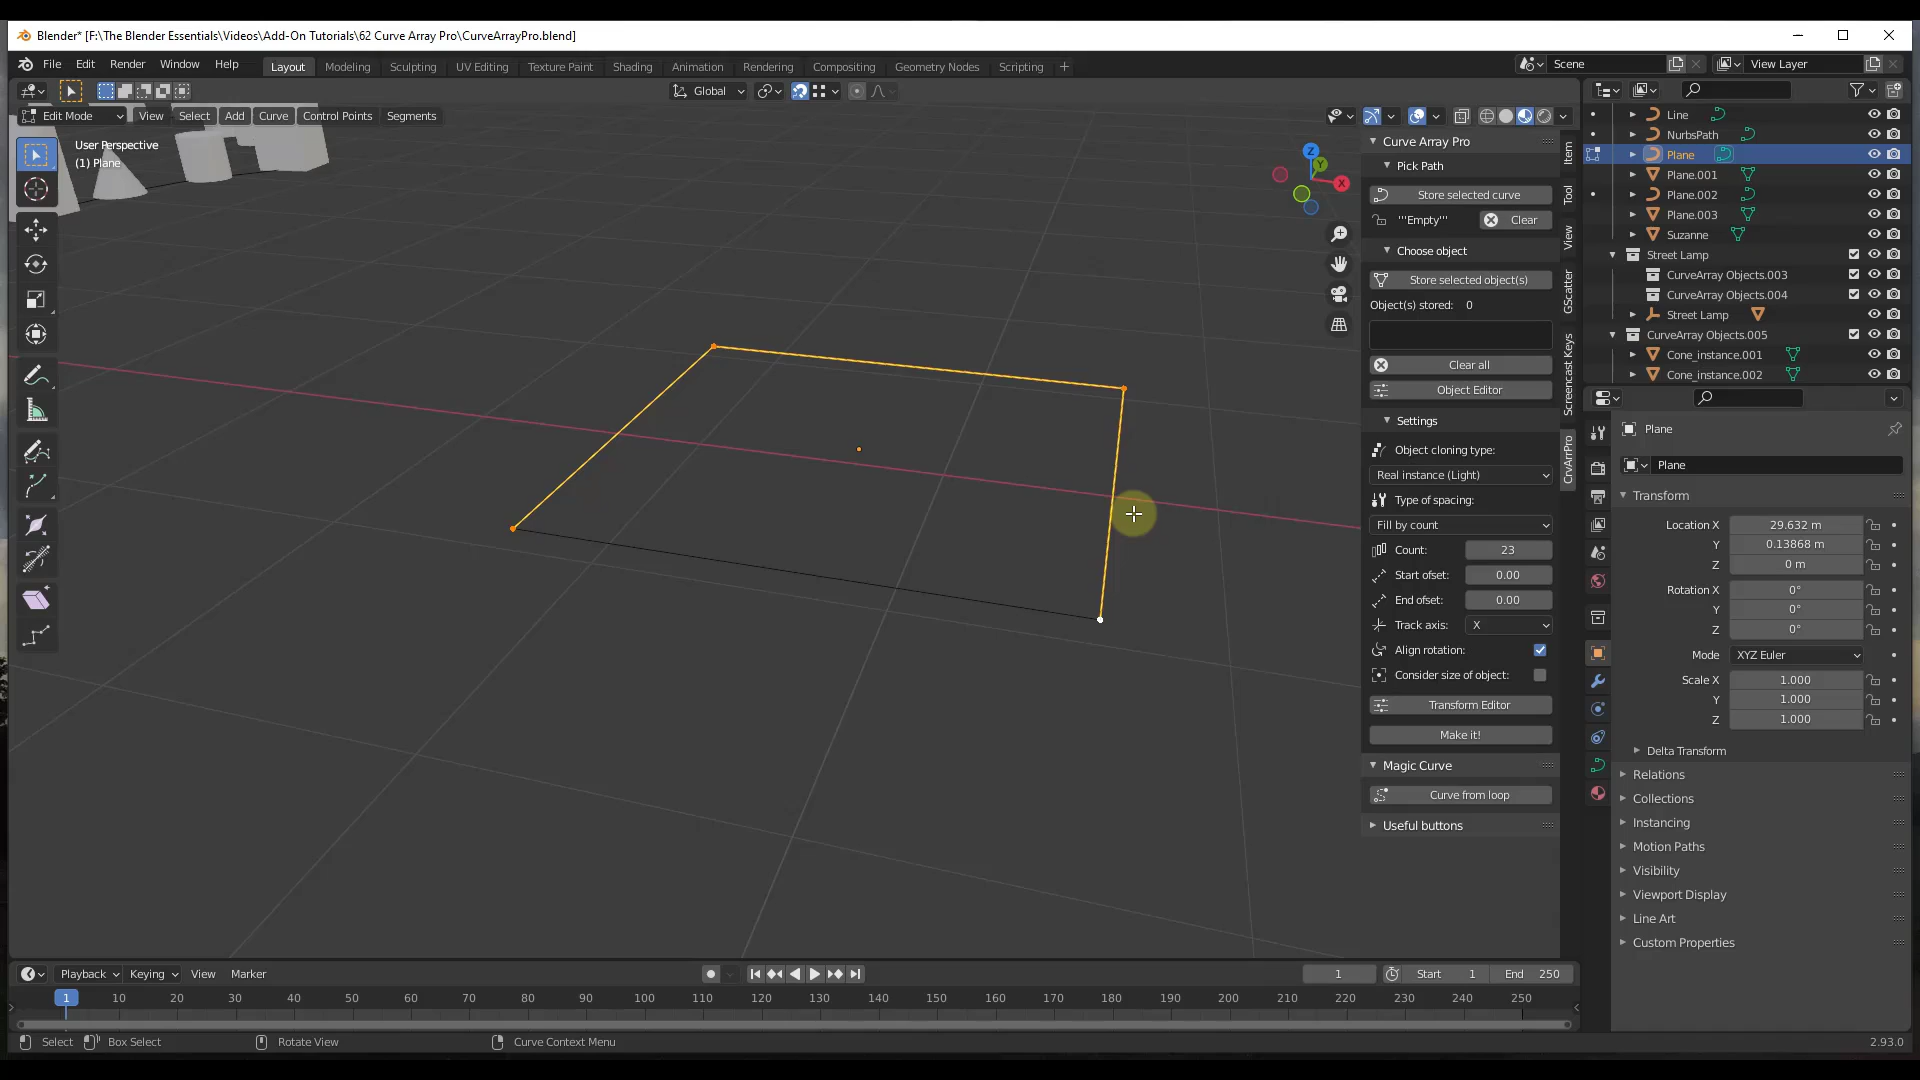 Blender* [F:\The Blender Essentials\Videos\Add-On Tutorials\62 Curve Array Pro\CurveArrayPro.blend]
File Edit Render Window Help Layout Modeling Sculpting UV Editing Texture Paint Shading Animation Rendering Compositing Geometry Nodes Scripting + Scene View Layer
Global
Edit Mode View Select Add Curve Control Points Segments
User Perspective
(1) Plane
Z
Y
X
Curve Array Pro
Pick Path
Store selected curve
'''Empty''' Clear
Choose object
Store selected object(s)
Object(s) stored: 0
Clear all
Object Editor
Settings
Object cloning type:
Real instance (Light)
Type of spacing:
Fill by count
Count: 23
Start ofset: 0.00
End ofset: 0.00
Track axis: X
Align rotation:
Consider size of object:
Transform Editor
Make it!
Magic Curve
Curve from loop
Useful buttons
Item
Tool
View
GScatter
Screencast Keys
CrvArrPro
Line
NurbsPath
Plane
Plane.001
Plane.002
Plane.003
Suzanne
Street Lamp
CurveArray Objects.003
CurveArray Objects.004
Street Lamp
CurveArray Objects.005
Cone_instance.001
Cone_instance.002
Plane
Plane
Transform
Location X 29.632 m
Y 0.13868 m
Z 0 m
Rotation X 0°
Y 0°
Z 0°
Mode XYZ Euler
Scale X 1.000
Y 1.000
Z 1.000
Delta Transform
Relations
Collections
Instancing
Motion Paths
Visibility
Viewport Display
Line Art
Custom Properties
Playback Keying View Marker 1 Start 1 End 250
1 10 20 30 40 50 60 70 80 90 100 110 120 130 140 150 160 170 180 190 200 210 220 230 240 250
Select Box Select Rotate View Curve Context Menu 2.93.0